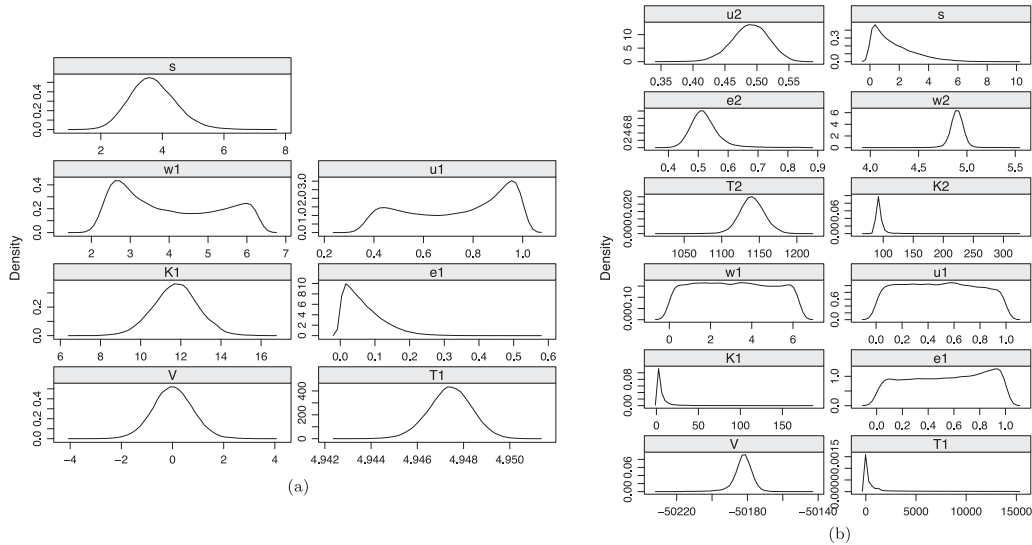 s
0.0 0.2 0.4
2 4 6 8
w1
u1
0.0 0.2 0.4
0.0 1.0 2.0 3.0
2 3 4 5 6 7
0.2 0.4 0.6 0.8 1.0
Density
K1
e1
0.0 0.2
0 2 4 6 8 10
6 8 10 12 14 16
0.0 0.1 0.2 0.3 0.4 0.5 0.6
V
T1
0.0 0.2 0.4
0 200 400
−4 −2 0 2 4
4.942 4.944 4.946 4.948 4.950
(a)
u2
s
0 5 10
0.0 0.3
0.35 0.40 0.45 0.50 0.55
0 2 4 6 8 10
e2
w2
0 2 4 6 8
0 2 4 6
0.4 0.5 0.6 0.7 0.8 0.9
4.0 4.5 5.0 5.5
T2
K2
0.000 0.020
0.00 0.06
1050 1100 1150 1200
100 150 200 250 300
Density
w1
u1
0.00 0.10
0.0 0.6
0 2 4 6
0.0 0.2 0.4 0.6 0.8 1.0
K1
e1
0.00 0.08
0.0 1.0
0 50 100 150
0.0 0.2 0.4 0.6 0.8 1.0
V
T1
0.00 0.06
0.0000 0.0015
−50220 −50180 −50140
0 5000 10000 15000
(b)